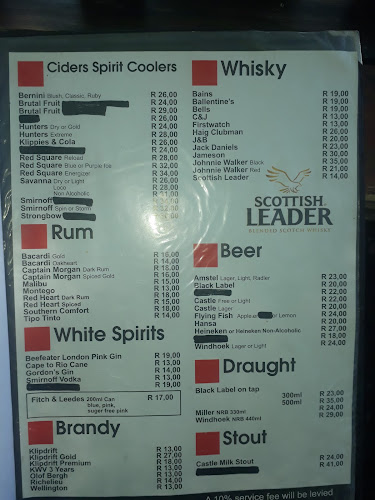 Ciders Spirit Coolers
Bernini Blush, Classic, Ruby R 26,00
Brutal Fruit R 24,00
Brutal Fruit R 29,00
R 26,00
Hunters Dry or Gold R 24,00
Hunters Extreme R 28,00
Klippies & Cola R 26,00
R 24,00
Red Square Reload R 28,00
Red Square Blue or Purple fob R 32,00
Red Square Energizer R 34,00
Savanna Dry or Light R 26,00
Loco R 28,00
Non Alcoholic
Smirnoff
Smirnoff Spin or Storm
Strongbow
Rum
Bacardi Gold R 18,00
Bacardi Oakheart R 14,00
Captain Morgan Dark Rum R 15,00
Captain Morgan Spiced Gold R 16,00
Malibu R 15,00
Montego R 13,00
Red Heart Dark Rum R 18,00
Red Heart Spiced R 15,00
Southern Comfort R 18,00
Tipo Tinto R 14,00
White Spirits
Beefeater London Pink Gin R 19,00
Cape to Rio Cane R 13,00
Gordon's Gin R 14,00
Smirnoff Vodka R 13,00
R 19,00
Fitch & Leedes 200ml Can R 17,00
blue, pink,
suger free pink
Brandy
Klipdrift R 13,00
Klipdrift Gold R 27,00
Klipdrift Premium R 18,00
KWV 3 Years R 13,00
Olof Bergh R 13,00
Richelieu R 14,00
Wellington R 13,00
Whisky
Bains R 19,00
Ballentine's R 19,00
Bells R 19,00
C&J R 13,00
Firstwatch R 13,00
Haig Clubman R 26,00
J&B R 20,00
Jack Daniels R 23,00
Jameson R 30,00
Johnnie Walker Black R 35,00
Johnnie Walker Red R 21,00
Scottish Leader R 14,00
SCOTTISH
LEADER
BLENDED SCOTCH WHISKY
Beer
Amstel Lager, Light, Radler R 23,00
Black Label R 20,00
R 22,00
Castle Free or Light R 22,00
Castle Lager R 20,00
Flying Fish Apple or Lemon R 24,00
Hansa R 20,00
Heineken or Heineken Non-Alcoholic R 27,00
R 18,00
Windhoek Lager or Light R 24,00
Draught
Black Label on tap
300ml R 23,00
500ml R 33,00
Miller NRB 330ml R 24,00
Windhoek NRB 440ml R 29,00
Stout
Castle Milk Stout R 24,00
R 41,00
A 10% service fee will be levied